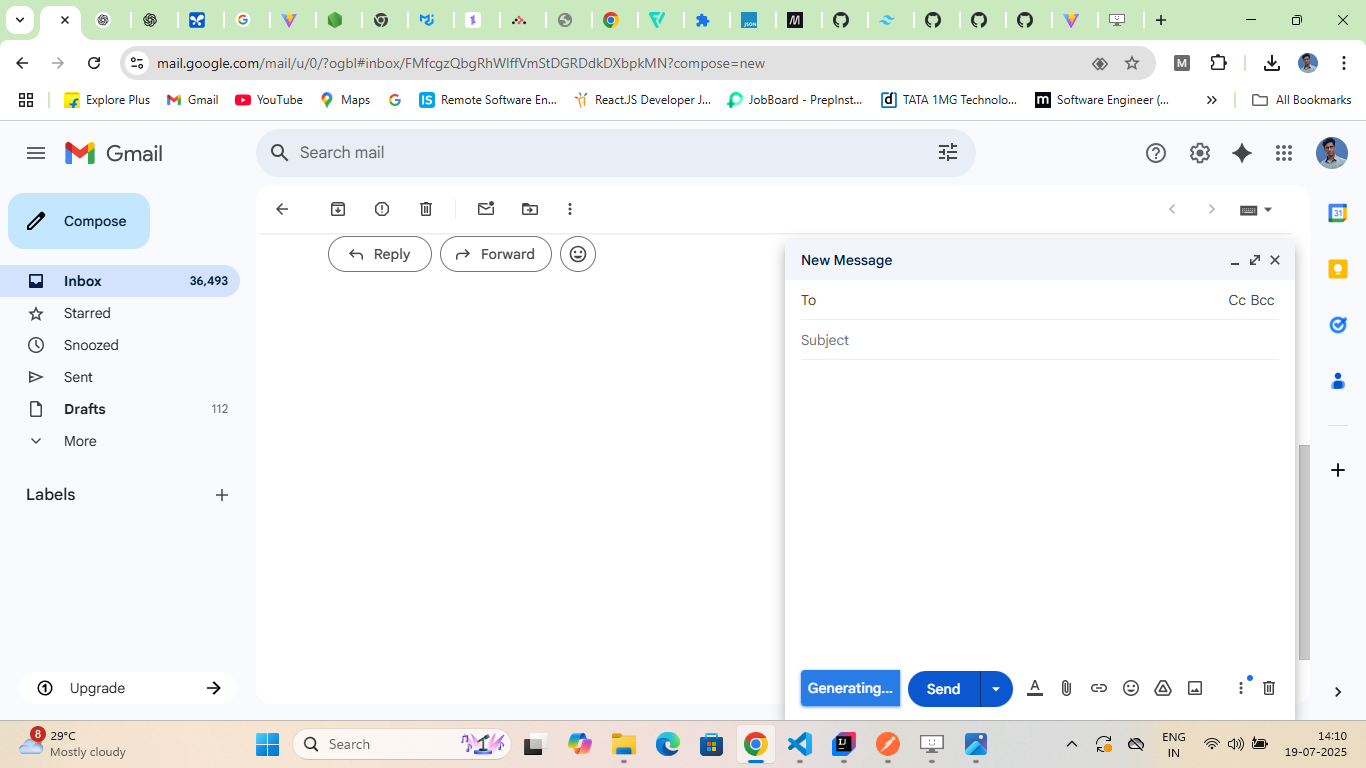 mail.google.com/mail/u/0/?ogbl#inbox/FMfcgzQbgRhWlffVmStDGRDdkDXbpkMN?compose=new
M
Explore Plus
Gmail
YouTube
Maps
Remote Software En...
React.JS Developer J...
JobBoard - PrepInst...
TATA 1MG Technolo...
Software Engineer (...
All Bookmarks
Gmail
Search mail
Compose
Reply
Forward
New Message
Inbox 36,493
To Cc Bcc
Starred
Subject
Snoozed
Sent
Drafts 112
More
Labels
Upgrade
Generating...
Send
31
8
29°C
Mostly cloudy
Search
ENG
IN
14:10
19-07-2025